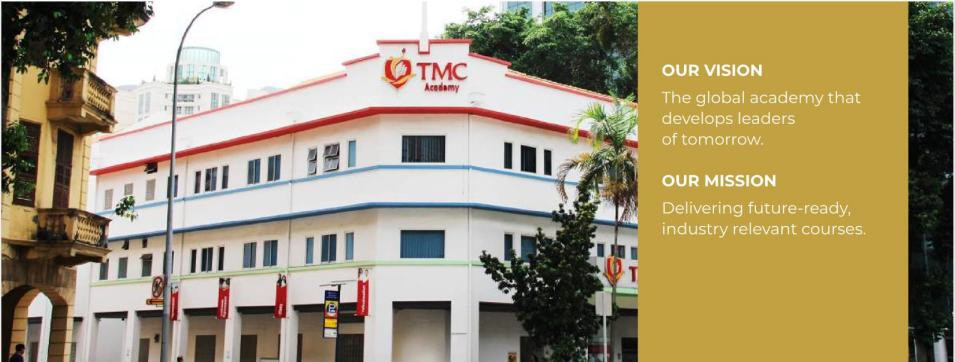 TMC
Academy
OUR VISION
The global academy that
develops leaders
of tomorrow.
OUR MISSION
Delivering future-ready,
industry relevant courses.
T